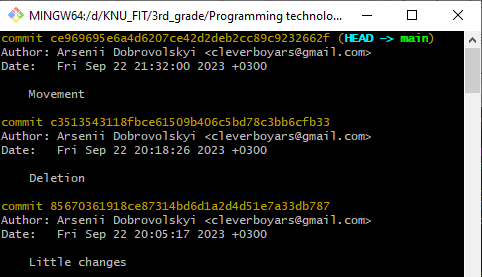 MINGW64:/d/KNU_FIT/3rd_grade/Programming technolo...
commit ce969695e6a4d6207ce42d2deb2cc89c9232662f (HEAD -> main)
Author: Arsenii Dobrovolskyi <cleverboyars@gmail.com>
Date:   Fri Sep 22 21:32:00 2023 +0300
    Movement
commit c3513543118fbce61509b406c5bd78c3bb6cfb33
Author: Arsenii Dobrovolskyi <cleverboyars@gmail.com>
Date:   Fri Sep 22 20:18:26 2023 +0300
    Deletion
commit 85670361918ce87314bd6d1a2d4d51e7a33db787
Author: Arsenii Dobrovolskyi <cleverboyars@gmail.com>
Date:   Fri Sep 22 20:05:17 2023 +0300
    Little changes